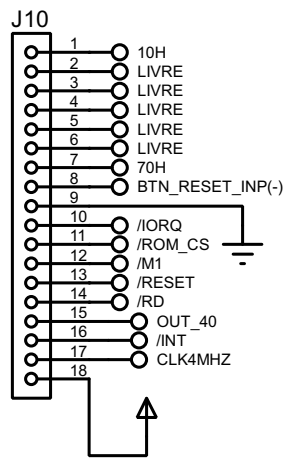 J10
1 10H
2 LIVRE
3 LIVRE
4 LIVRE
5 LIVRE
6 LIVRE
7 70H
8 BTN_RESET_INP(-)
9
10 /IORQ
11 /ROM_CS
12 /M1
13 /RESET
14 /RD
15 OUT_40
16 /INT
17 CLK4MHZ
18